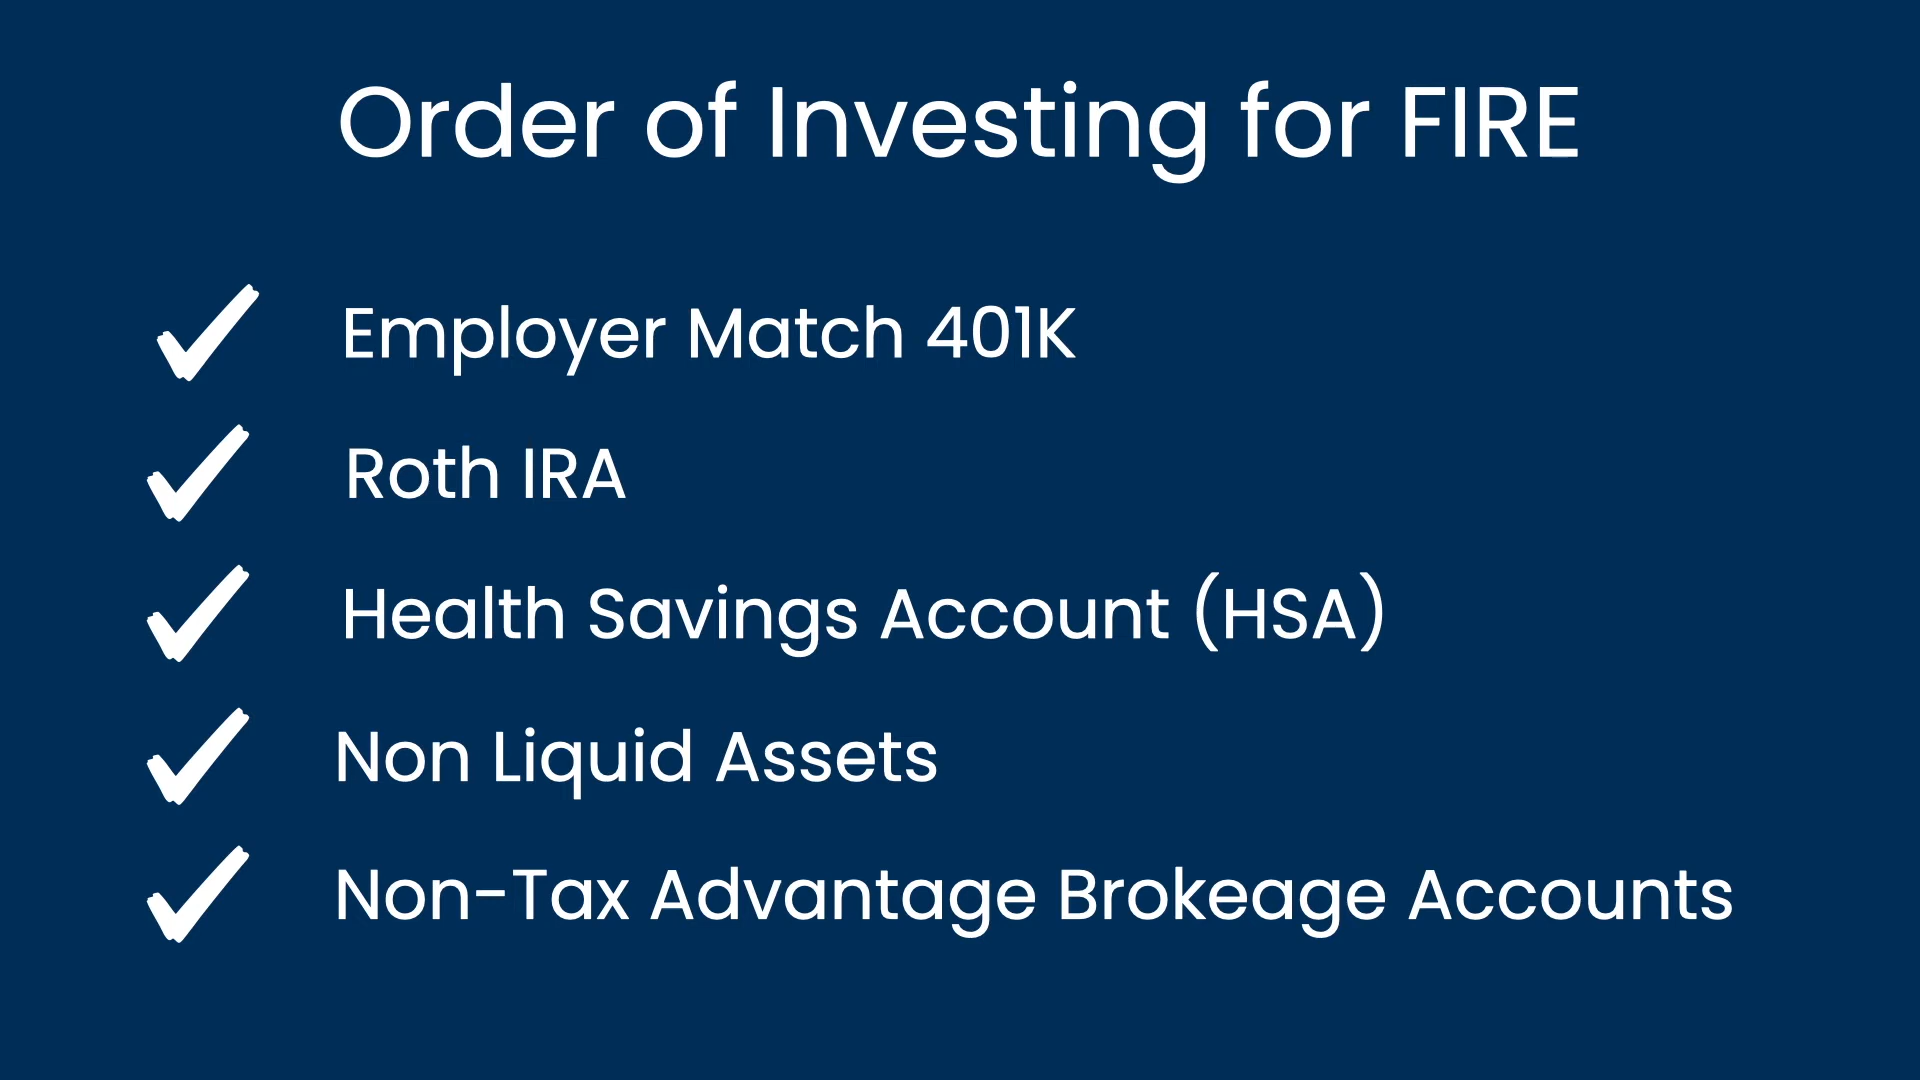 Order of Investing for FIRE
Employer Match 401K
Roth IRA
Health Savings Account (HSA)
Non Liquid Assets
Non-Tax Advantage Brokeage Accounts